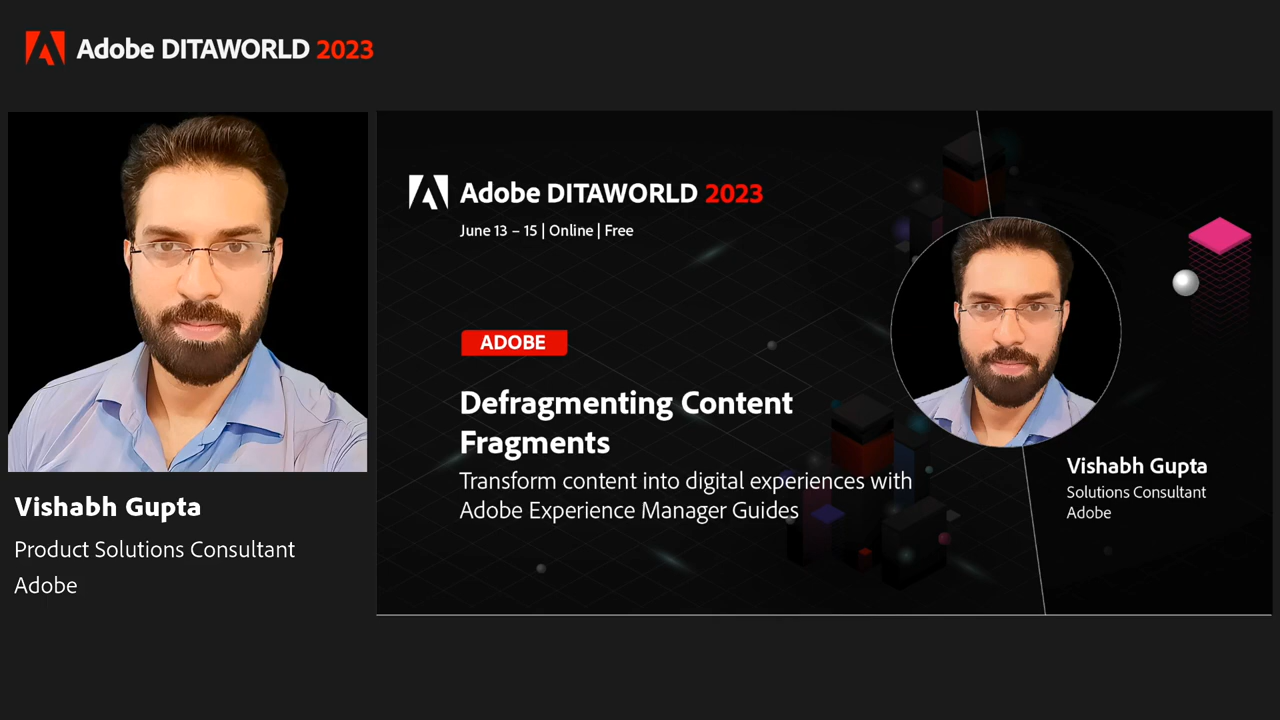 Adobe DITAWORLD 2023
Vishabh Gupta
Product Solutions Consultant
Adobe
Adobe DITAWORLD 2023
June 13 – 15 | Online | Free
ADOBE
Defragmenting Content
Fragments
Transform content into digital experiences with
Adobe Experience Manager Guides
Vishabh Gupta
Solutions Consultant
Adobe